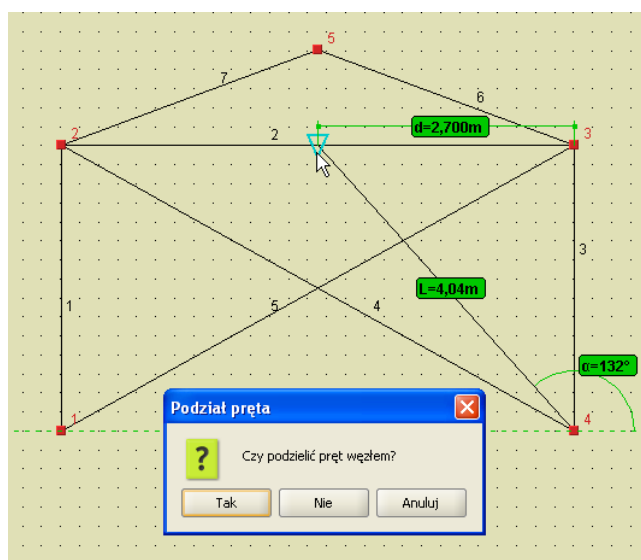 5
7
6
d=2,700m
2
2
3
3
L=4,04m
1
5
4
α=132°
1
4
Podział pręta
Czy podzielić pręt węzłem?
Tak Nie Anuluj